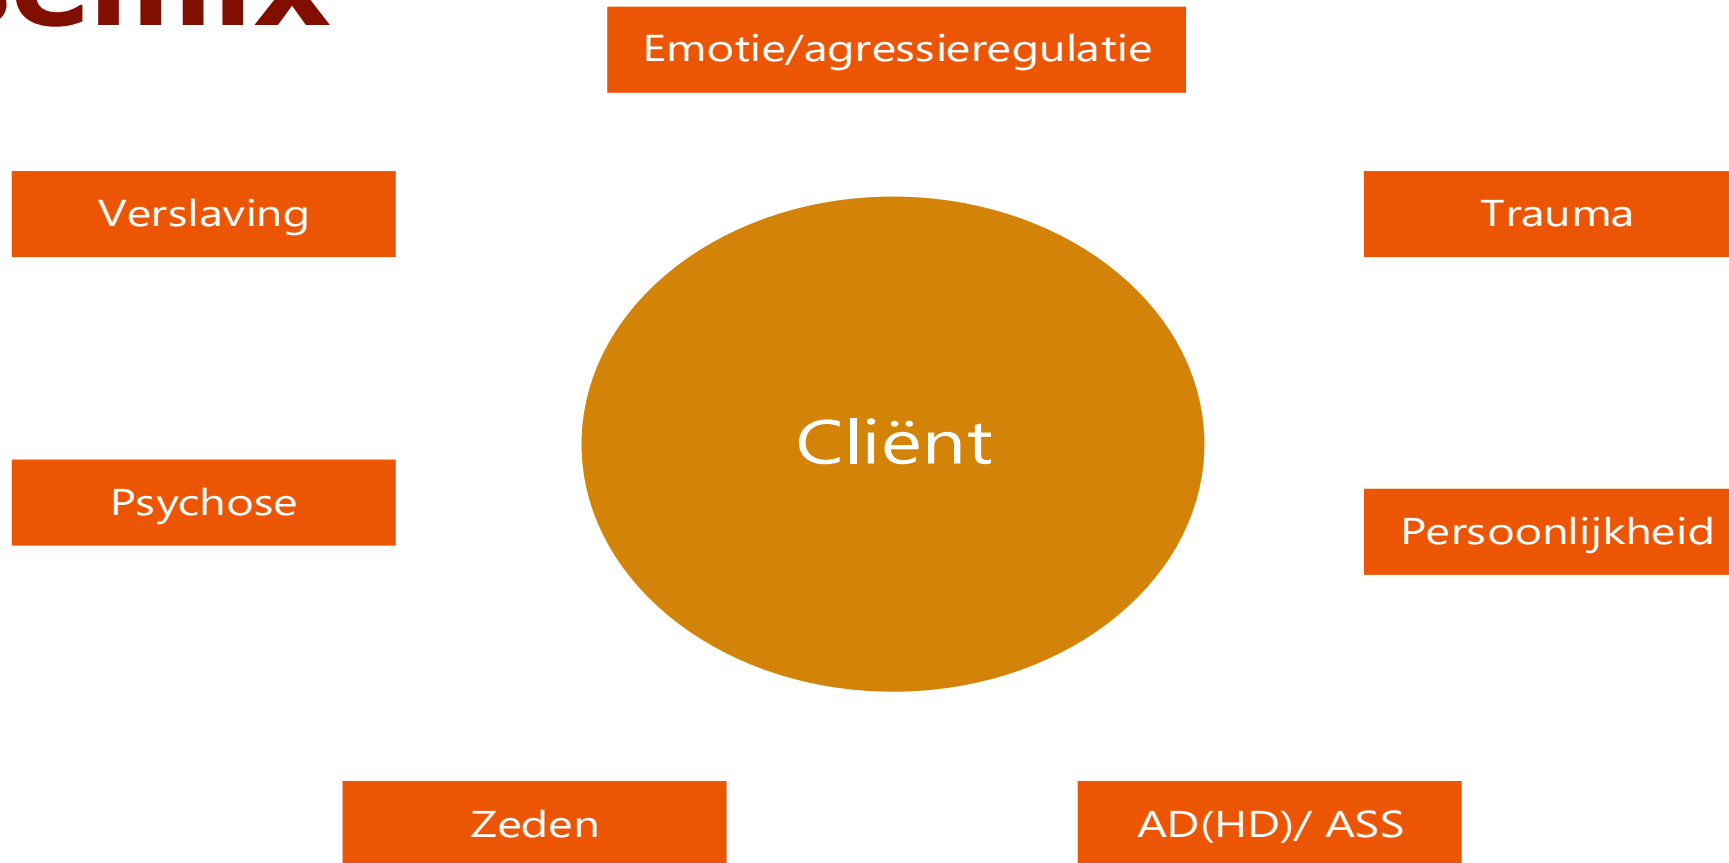 Emotie/agressieregulatie
Verslaving
Trauma
Cliënt
Psychose
Persoonlijkheid
Zeden
AD(HD)/ ASS